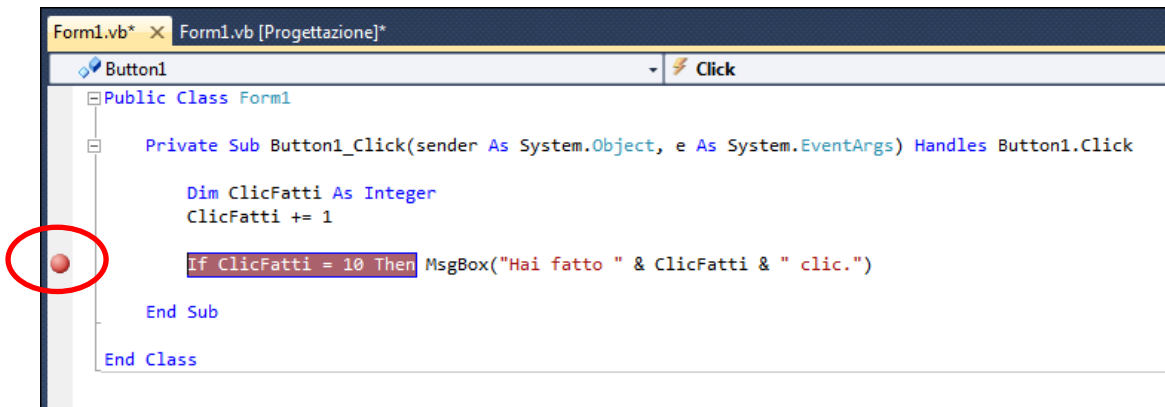 Form1.vb* Form1.vb [Progettazione]*
Button1 Click
Public Class Form1
Private Sub Button1_Click(sender As System.Object, e As System.EventArgs) Handles Button1.Click
Dim ClicFatti As Integer
ClicFatti += 1
If ClicFatti = 10 Then MsgBox("Hai fatto " & ClicFatti & " clic.")
End Sub
End Class